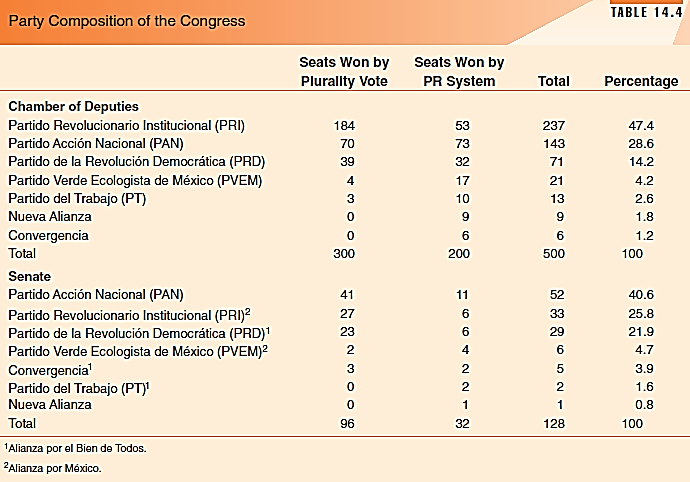 TABLE 14.4
Party Composition of the Congress
Seats Won by Seats Won by
Plurality Vote PR System Total Percentage
Chamber of Deputies
Partido Revolucionario Institucional (PRI) 184 53 237 47.4
Partido Acción Nacional (PAN) 70 73 143 28.6
Partido de la Revolución Democrática (PRD) 39 32 71 14.2
Partido Verde Ecologista de México (PVEM) 4 17 21 4.2
Partido del Trabajo (PT) 3 10 13 2.6
Nueva Alianza 0 9 9 1.8
Convergencia 0 6 6 1.2
Total 300 200 500 100
Senate
Partido Acción Nacional (PAN) 41 11 52 40.6
Partido Revolucionario Institucional (PRI)² 27 6 33 25.8
Partido de la Revolución Democrática (PRD)¹ 23 6 29 21.9
Partido Verde Ecologista de México (PVEM)² 2 4 6 4.7
Convergencia¹ 3 2 5 3.9
Partido del Trabajo (PT)¹ 0 2 2 1.6
Nueva Alianza 0 1 1 0.8
Total 96 32 128 100
¹Alianza por el Bien de Todos.
²Alianza por México.